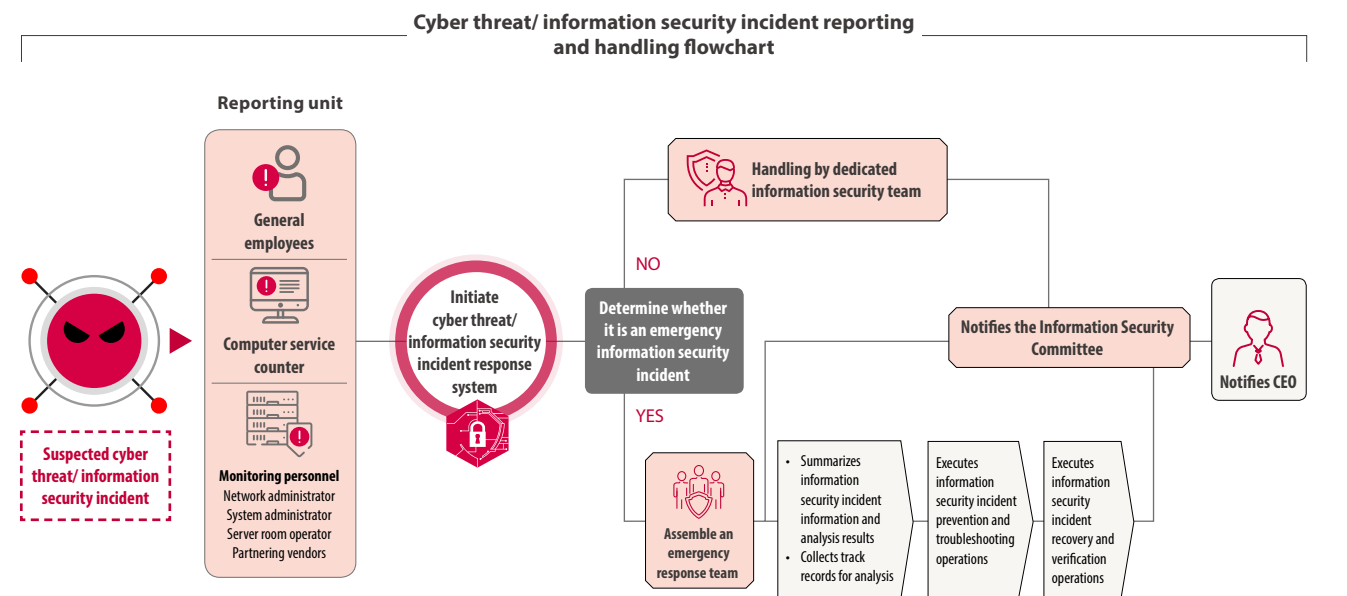 Cyber threat/ information security incident reporting
and handling flowchart
Reporting unit
General
employees
Computer service
counter
Monitoring personnel
Network administrator
System administrator
Server room operator
Partnering vendors
Suspected cyber
threat/ information
security incident
Initiate
cyber threat/
information security
incident response
system
Determine whether
it is an emergency
information security
incident
NO
Handling by dedicated
information security team
YES
Assemble an
emergency
response team
• Summarizes
information
security incident
information and
analysis results
• Collects track
records for analysis
Executes
information
security incident
prevention and
troubleshooting
operations
Executes
information
security
incident
recovery and
verification
operations
Notifies the Information Security
Committee
Notifies CEO